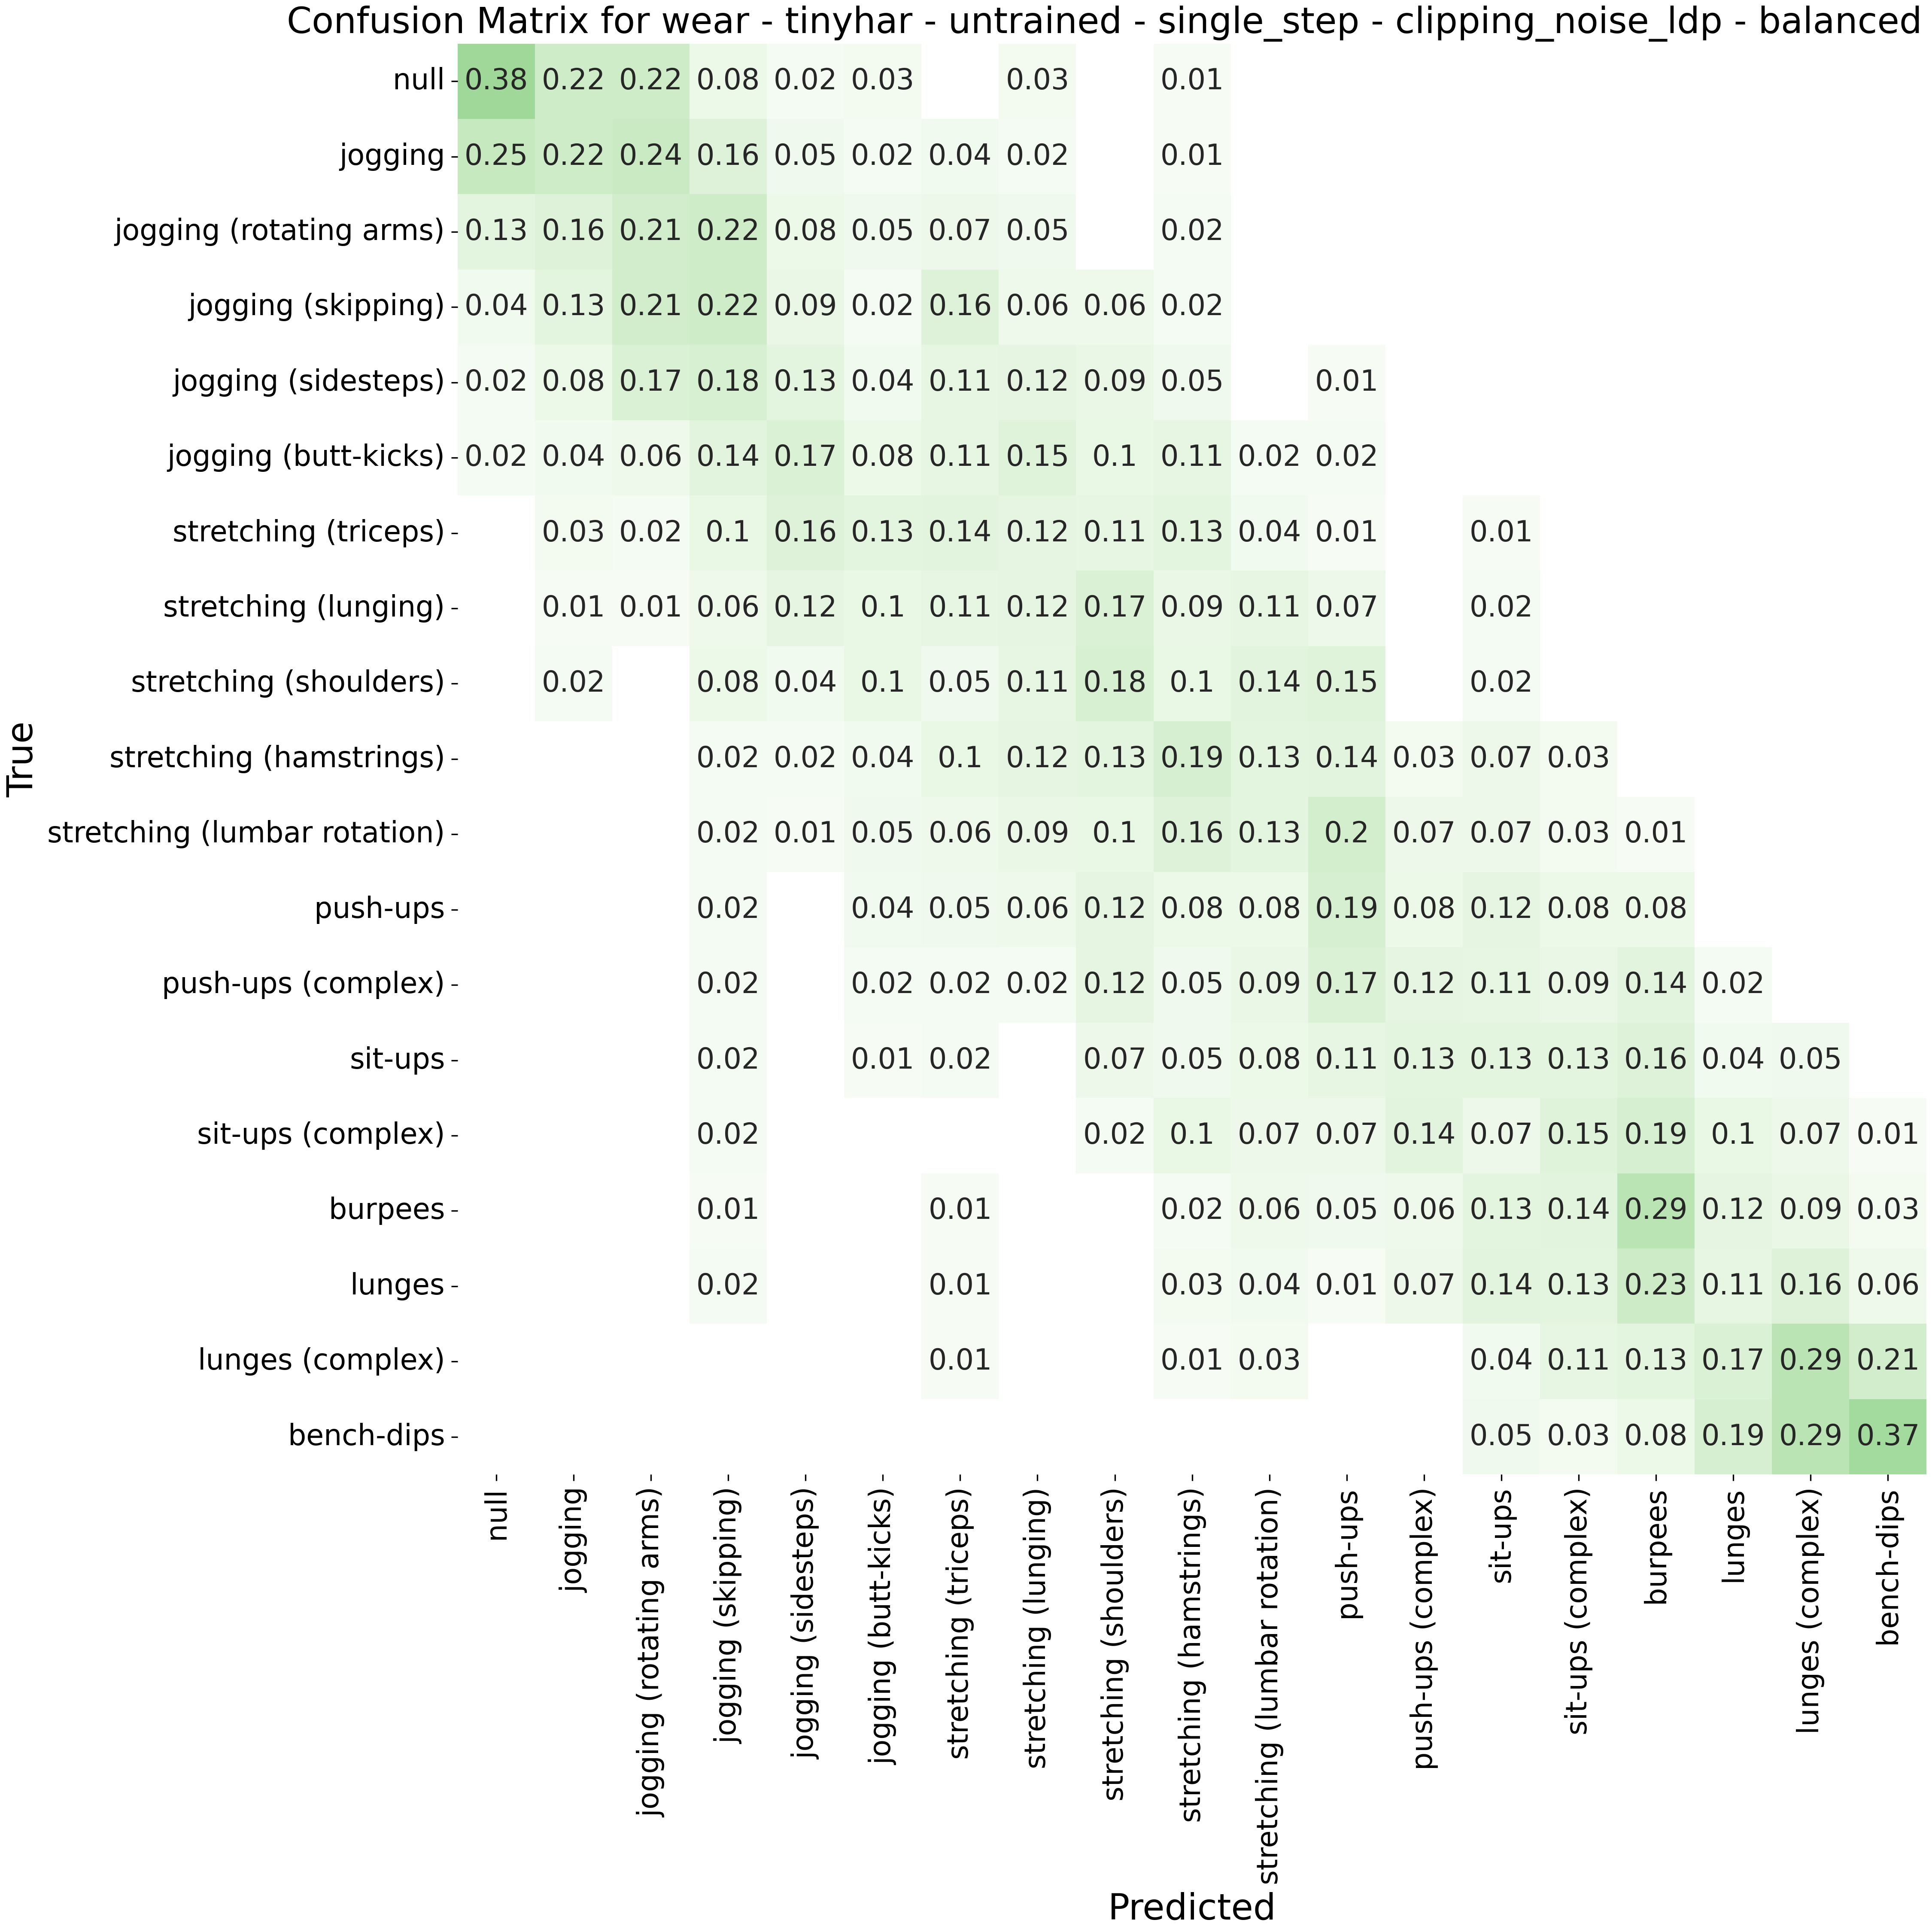 Confusion Matrix for wear - tinyhar - untrained - single_step - clipping_noise_ldp - balanced
null 0.38 0.22 0.22 0.08 0.02 0.03 0.03 0.01
jogging 0.25 0.22 0.24 0.16 0.05 0.02 0.04 0.02 0.01
jogging (rotating arms) 0.13 0.16 0.21 0.22 0.08 0.05 0.07 0.05 0.02
jogging (skipping) 0.04 0.13 0.21 0.22 0.09 0.02 0.16 0.06 0.06 0.02
jogging (sidesteps) 0.02 0.08 0.17 0.18 0.13 0.04 0.11 0.12 0.09 0.05 0.01
jogging (butt-kicks) 0.02 0.04 0.06 0.14 0.17 0.08 0.11 0.15 0.1 0.11 0.02 0.02
stretching (triceps) 0.03 0.02 0.1 0.16 0.13 0.14 0.12 0.11 0.13 0.04 0.01 0.01
stretching (lunging) 0.01 0.01 0.06 0.12 0.1 0.11 0.12 0.17 0.09 0.11 0.07 0.02
stretching (shoulders) 0.02 0.08 0.04 0.1 0.05 0.11 0.18 0.1 0.14 0.15 0.02
stretching (hamstrings) 0.02 0.02 0.04 0.1 0.12 0.13 0.19 0.13 0.14 0.03 0.07 0.03
stretching (lumbar rotation) 0.02 0.01 0.05 0.06 0.09 0.1 0.16 0.13 0.2 0.07 0.07 0.03 0.01
push-ups 0.02 0.04 0.05 0.06 0.12 0.08 0.08 0.19 0.08 0.12 0.08 0.08
push-ups (complex) 0.02 0.02 0.02 0.02 0.12 0.05 0.09 0.17 0.12 0.11 0.09 0.14 0.02
sit-ups 0.02 0.01 0.02 0.07 0.05 0.08 0.11 0.13 0.13 0.13 0.16 0.04 0.05
sit-ups (complex) 0.02 0.02 0.1 0.07 0.07 0.14 0.07 0.15 0.19 0.1 0.07 0.01
burpees 0.01 0.01 0.02 0.06 0.05 0.06 0.13 0.14 0.29 0.12 0.09 0.03
lunges 0.02 0.01 0.03 0.04 0.01 0.07 0.14 0.13 0.23 0.11 0.16 0.06
lunges (complex) 0.01 0.01 0.03 0.04 0.11 0.13 0.17 0.29 0.21
bench-dips 0.05 0.03 0.08 0.19 0.29 0.37
True
null
jogging
jogging (rotating arms)
jogging (skipping)
jogging (sidesteps)
jogging (butt-kicks)
stretching (triceps)
stretching (lunging)
stretching (shoulders)
stretching (hamstrings)
stretching (lumbar rotation)
push-ups
push-ups (complex)
sit-ups
sit-ups (complex)
burpees
lunges
lunges (complex)
bench-dips
Predicted